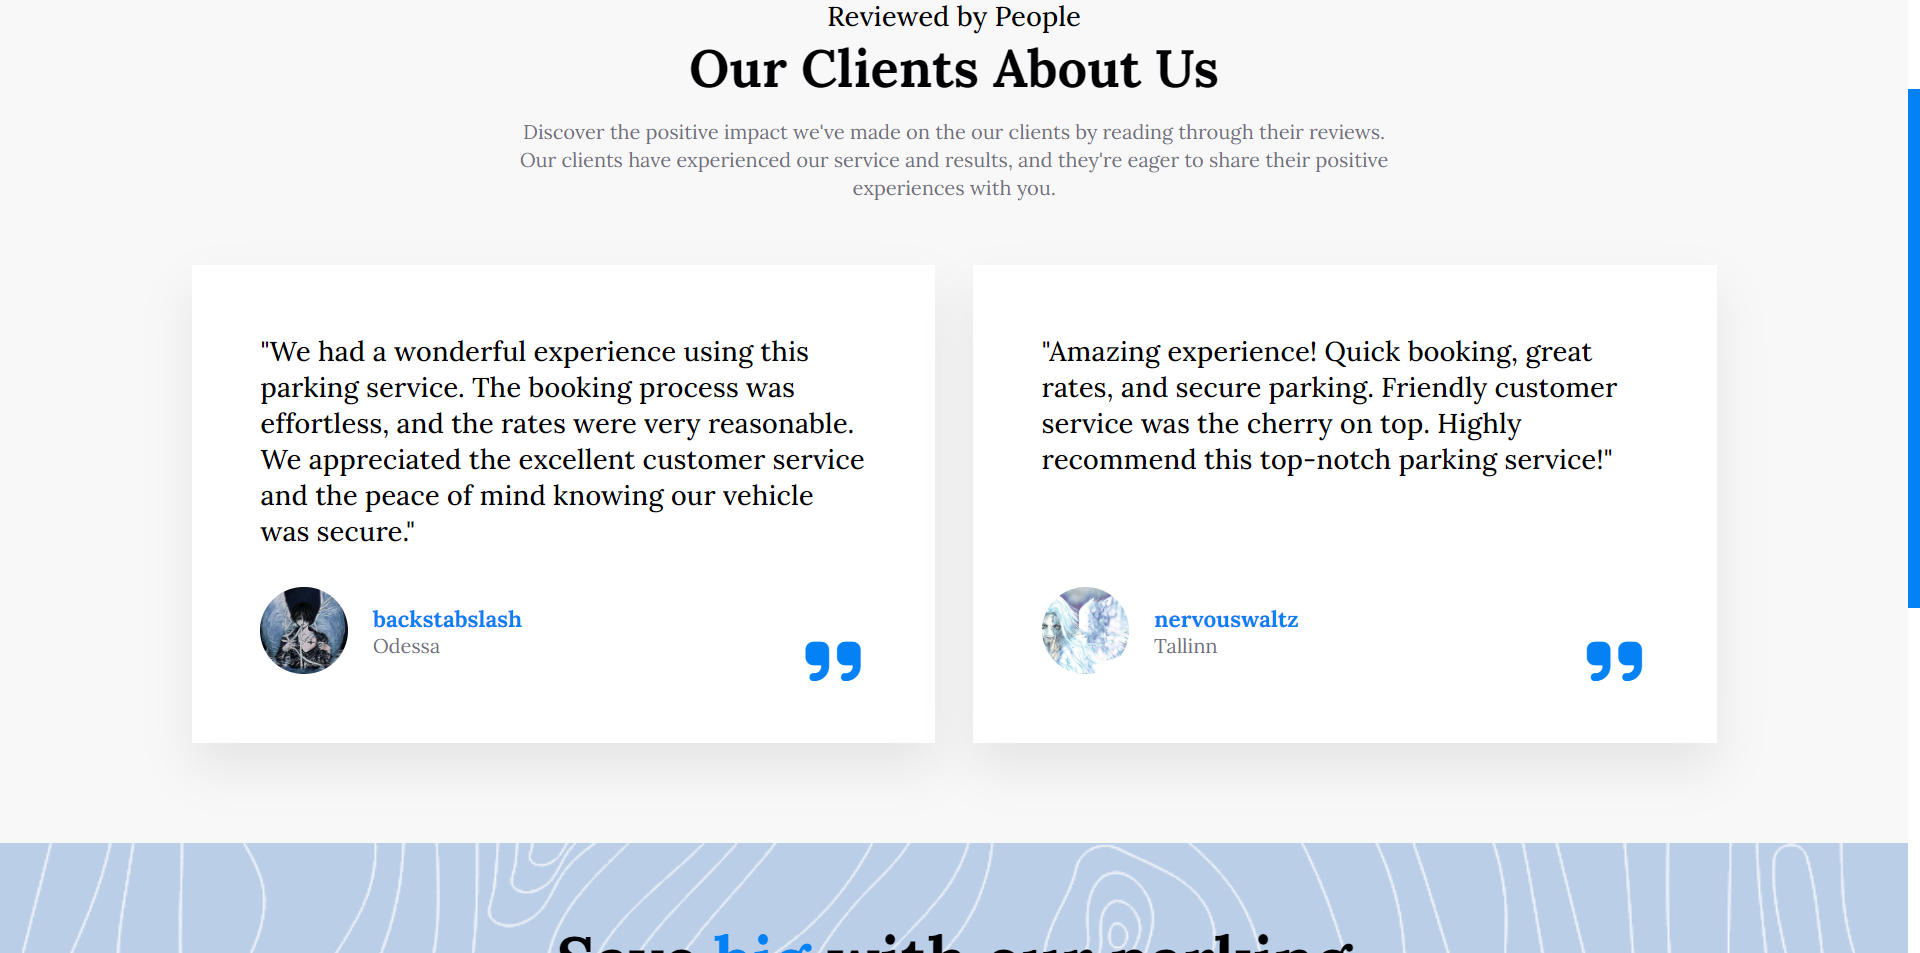 Reviewed by People
Our Clients About Us
Discover the positive impact we've made on the our clients by reading through their reviews.
Our clients have experienced our service and results, and they're eager to share their positive
experiences with you.
"We had a wonderful experience using this
parking service. The booking process was
effortless, and the rates were very reasonable.
We appreciated the excellent customer service
and the peace of mind knowing our vehicle
was secure."
backstabslash
Odessa
"Amazing experience! Quick booking, great
rates, and secure parking. Friendly customer
service was the cherry on top. Highly
recommend this top-notch parking service!"
nervouswaltz
Tallinn
Save big with our parking